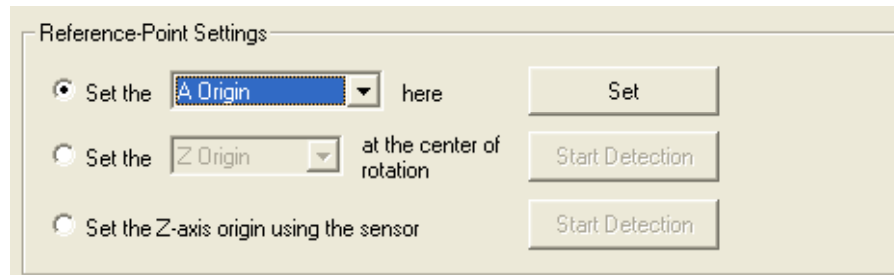 Reference-Point Settings
Set the A Origin here Set
Set the Z Origin at the center of rotation Start Detection
Set the Z-axis origin using the sensor Start Detection